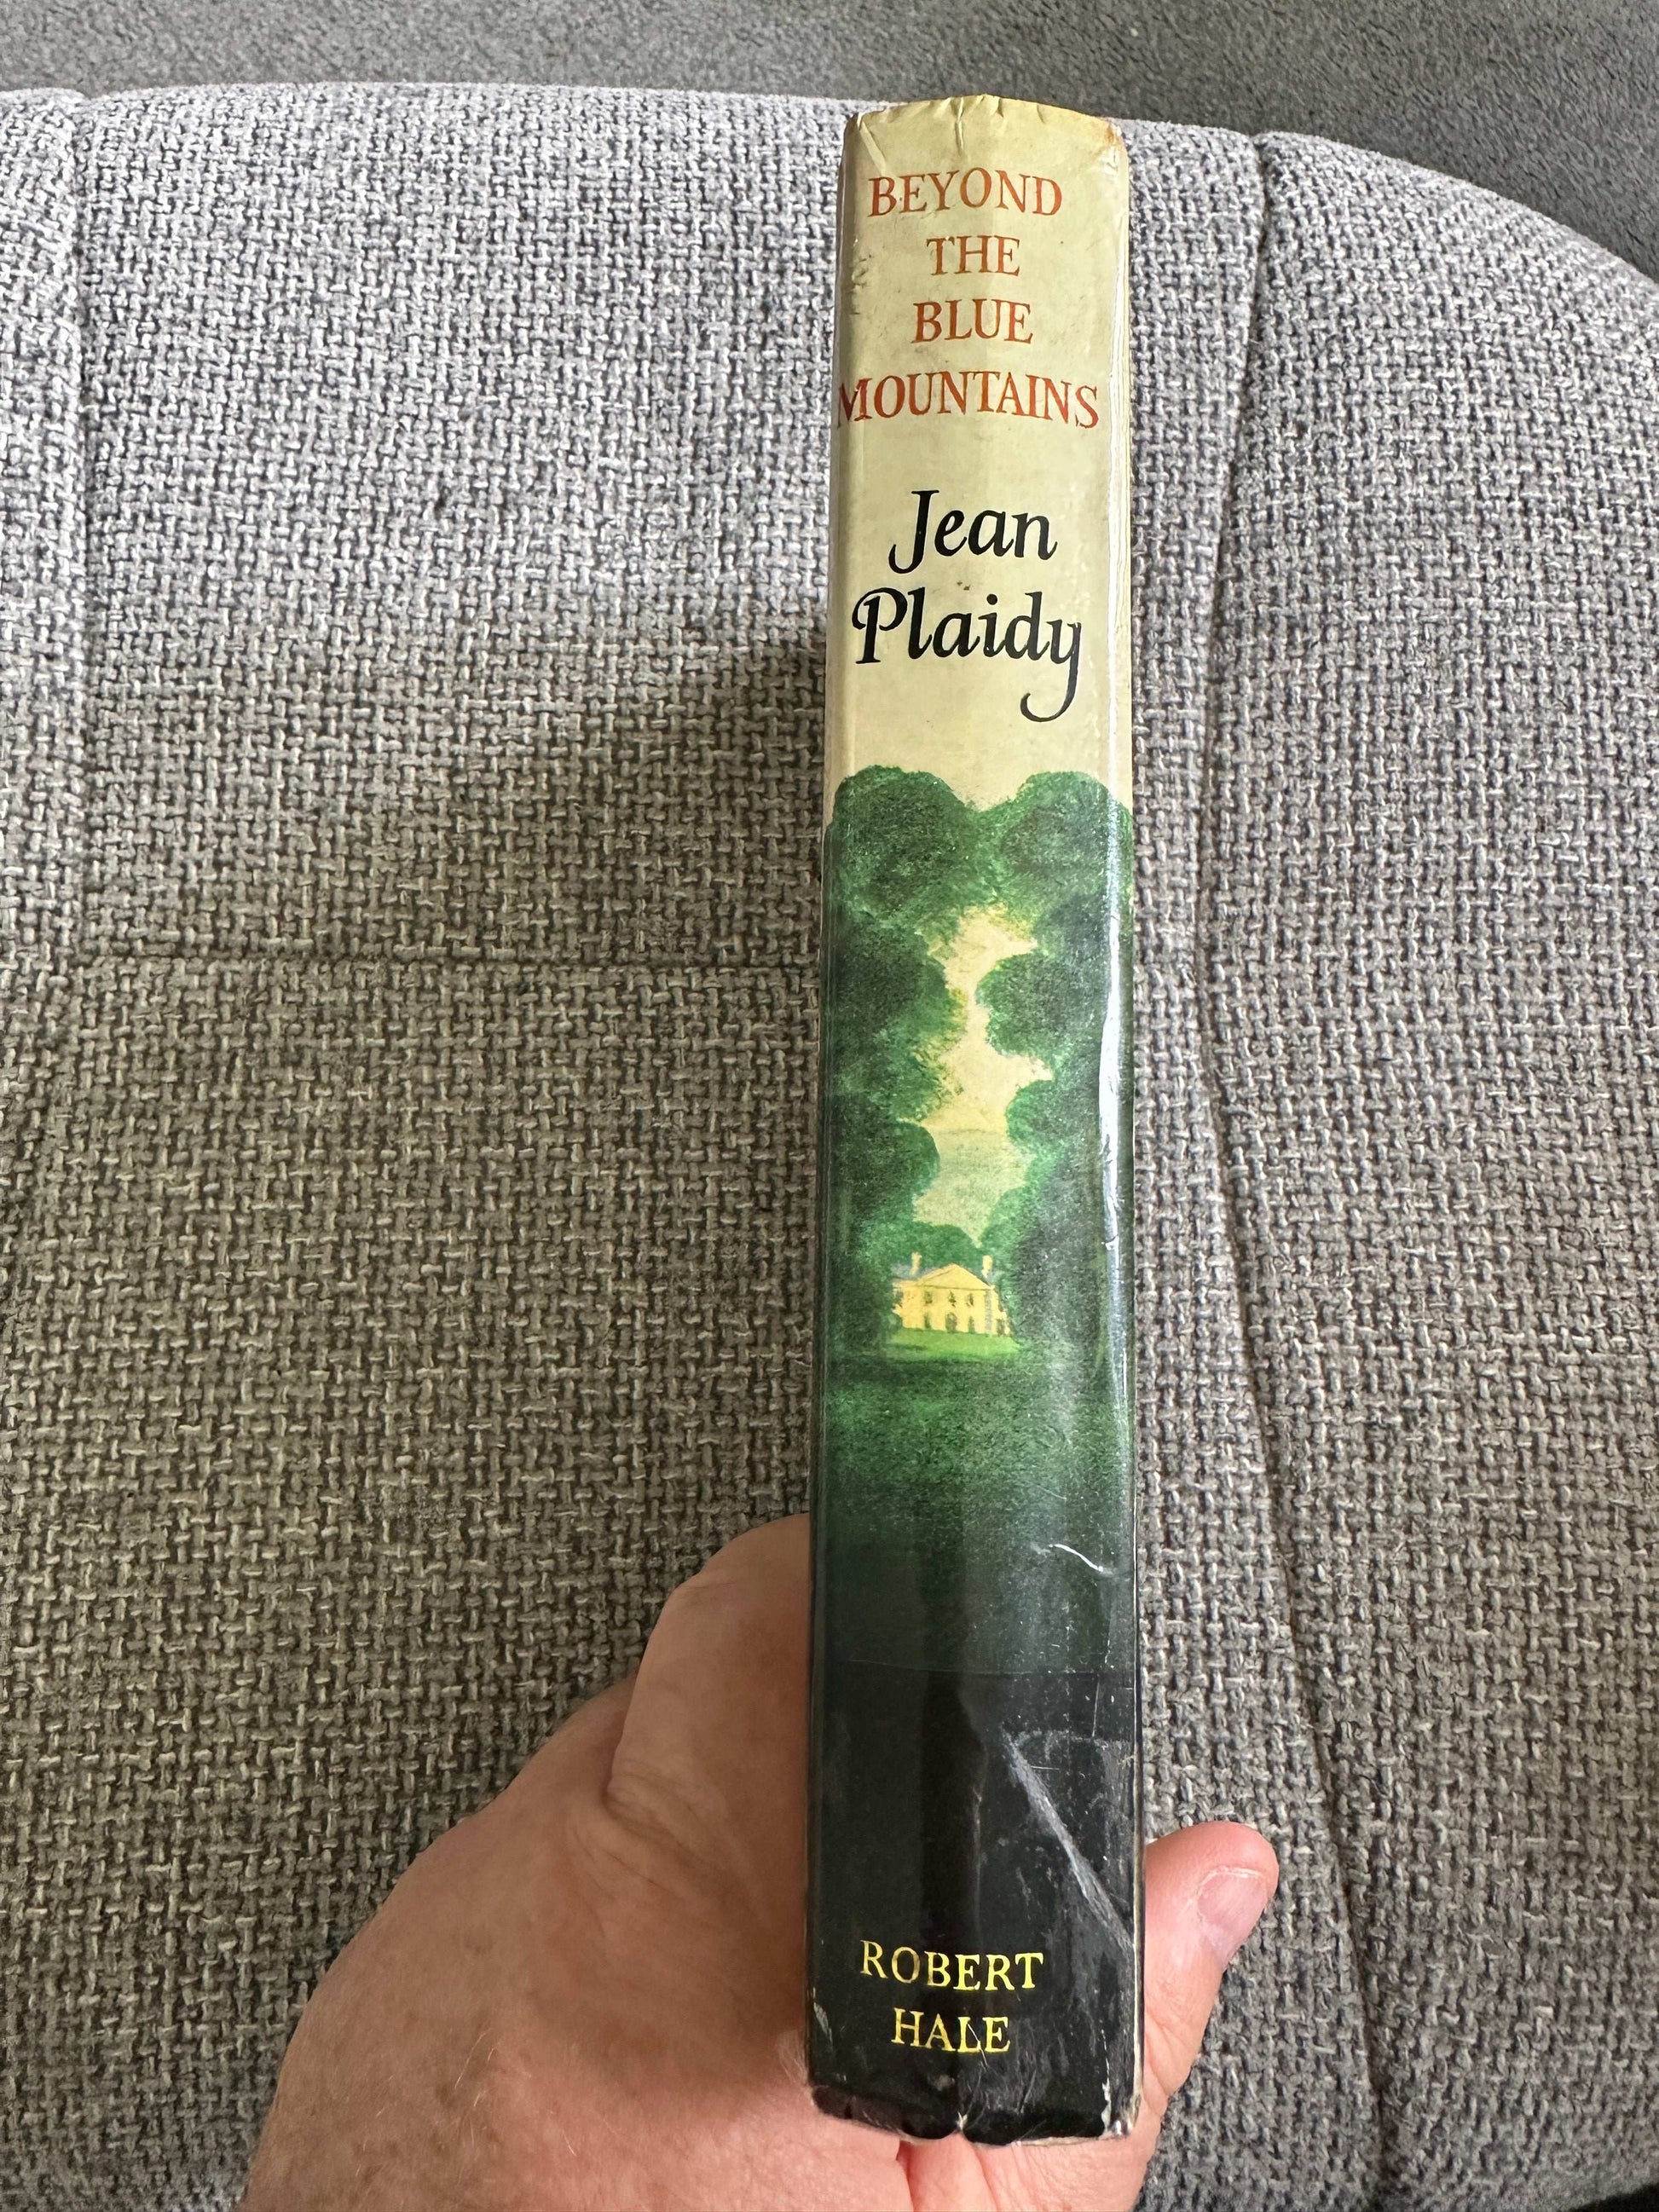 BEYOND
THE
BLUE
MOUNTAINS
Jean
Plaidy
ROBERT
HALE